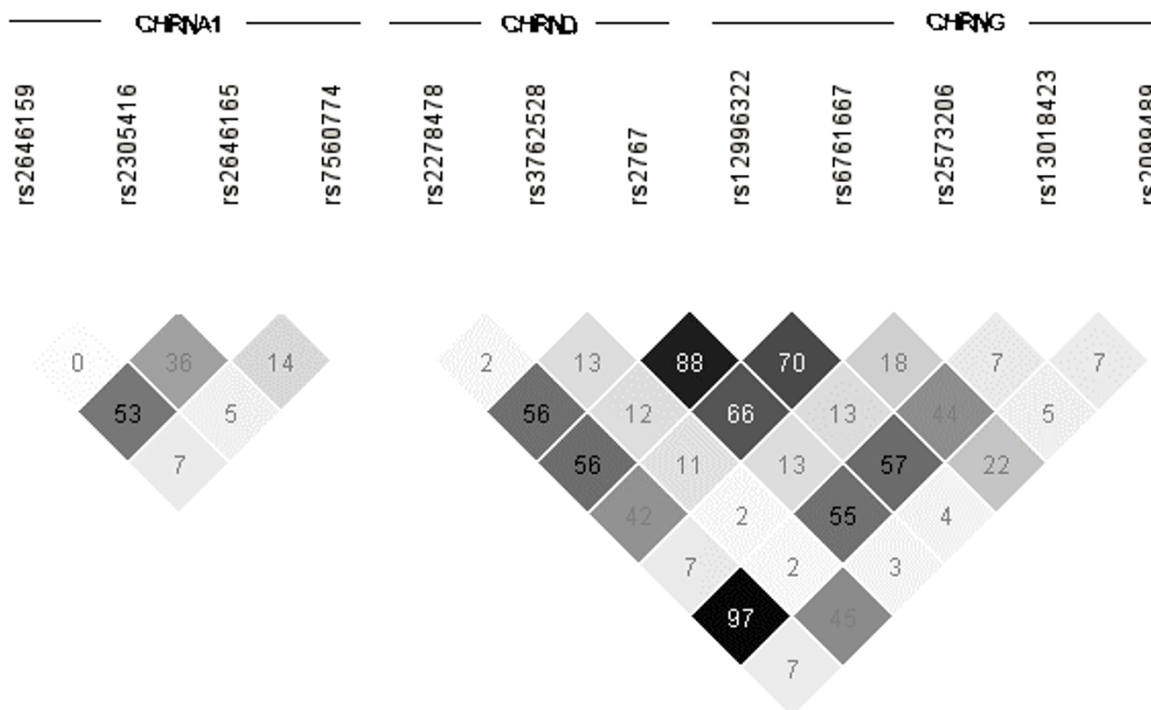 CHRNA1 CHRND CHRNG
rs2646159
rs2305416
rs2646165
rs7560774
rs2278478
rs3762528
rs2767
rs12996322
rs6761667
rs2573206
rs13018423
rs2099489
0 36 14 2 13 88 70 18 7 7
53 5 56 12 66 13 44 5
7 56 11 13 57 22
42 2 55 4
7 2 3
97 45
7